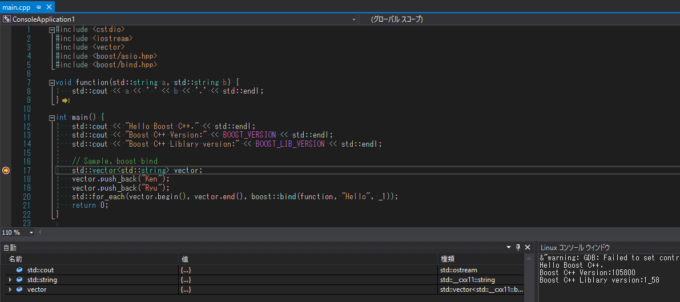 main.cpp
ConsoleApplication1
(グローバル スコープ)
1 #include <cstdio>
2 #include <iostream>
3 #include <vector>
4 #include <boost/asio.hpp>
5 #include <boost/bind.hpp>
6
7 void function(std::string a, std::string b) {
8 std::cout << a << ' ' << b << '.' << std::endl;
9 }
10
11 int main() {
12 std::cout << "Hello Boost C++." << std::endl;
13 std::cout << "Boost C++ Version:" << BOOST_VERSION << std::endl;
14 std::cout << "Boost C++ Liblary version:" << BOOST_LIB_VERSION << std::endl;
15
16 // Sample. boost bind
17 std::vector<std::string> vector;
18 vector.push_back("Ken");
19 vector.push_back("Ryu");
20 std::for_each(vector.begin(), vector.end(), boost::bind(function, "Hello", _1));
21 return 0;
22 }
23
110 %
自動
名前 値 種類
std::cout {...} std::ostream
std::string {...} std::__cxx11::string
vector {...} std::vector<std::__cxx11::b...
Linux コンソール ウィンドウ
&"warning: GDB: Failed to set contr
Hello Boost C++.
Boost C++ Version:105800
Boost C++ Liblary version:1_58